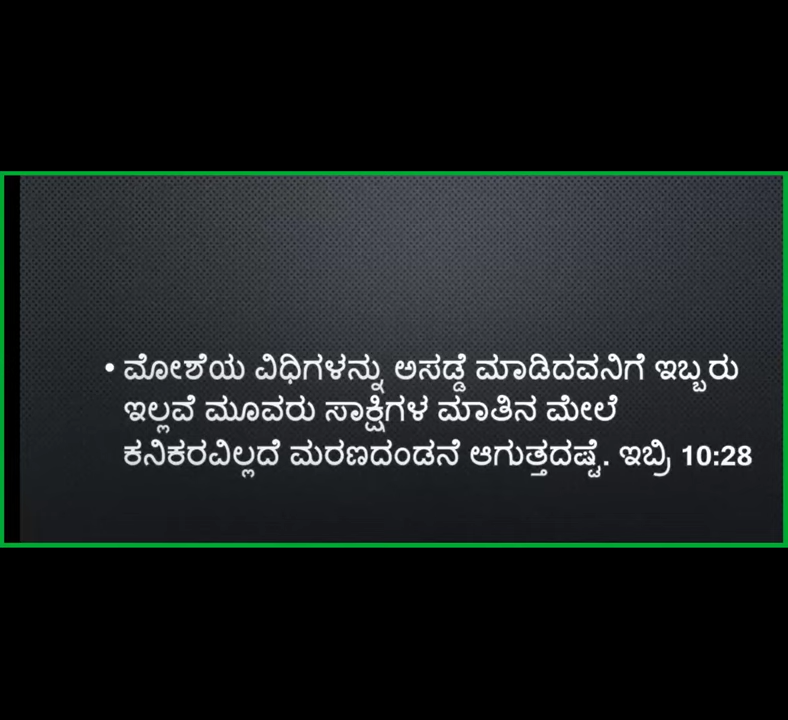 • ಮೋಶೆಯ ವಿಧಿಗಳನ್ನು ಅಸಡ್ಡೆ ಮಾಡಿದವನಿಗೆ ಇಬ್ಬರು
ಇಲ್ಲವೆ ಮೂವರು ಸಾಕ್ಷಿಗಳ ಮಾತಿನ ಮೇಲೆ
ಕನಿಕರವಿಲ್ಲದೆ ಮರಣದಂಡನೆ ಆಗುತ್ತದಷ್ಟೆ. ಇಬ್ರಿ 10:28